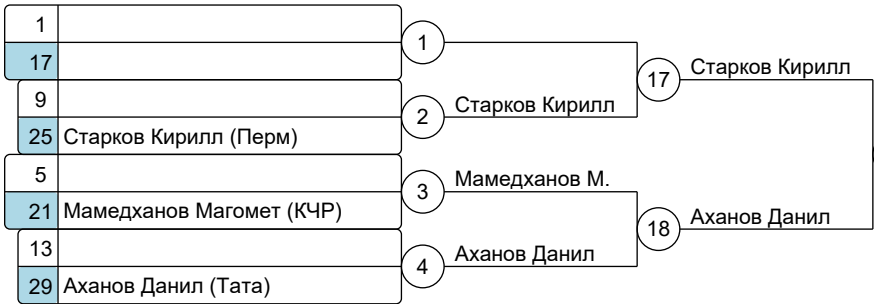 1
17
1
9
25 Старков Кирилл (Перм)
2
Старков Кирилл
17
Старков Кирилл
5
21 Мамедханов Магомет (КЧР)
3
Мамедханов М.
13
29 Аханов Данил (Тата)
4
Аханов Данил
18
Аханов Данил